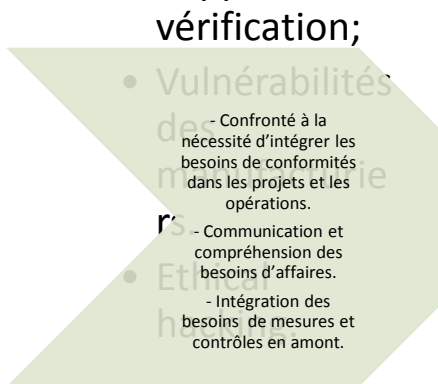 vérification;
• Vulnérabilités
des
manufacturie
rs.
• Ethical
hacking.
- Confronté à la
nécessité d'intégrer les
besoins de conformités
dans les projets et les
opérations.
- Communication et
compréhension des
besoins d'affaires.
- Intégration des
besoins de mesures et
contrôles en amont.